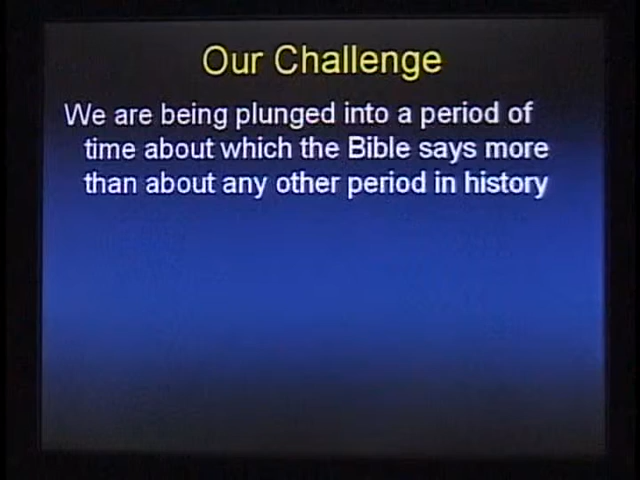 Our Challenge
We are being plunged into a period of
time about which the Bible says more
than about any other period in history